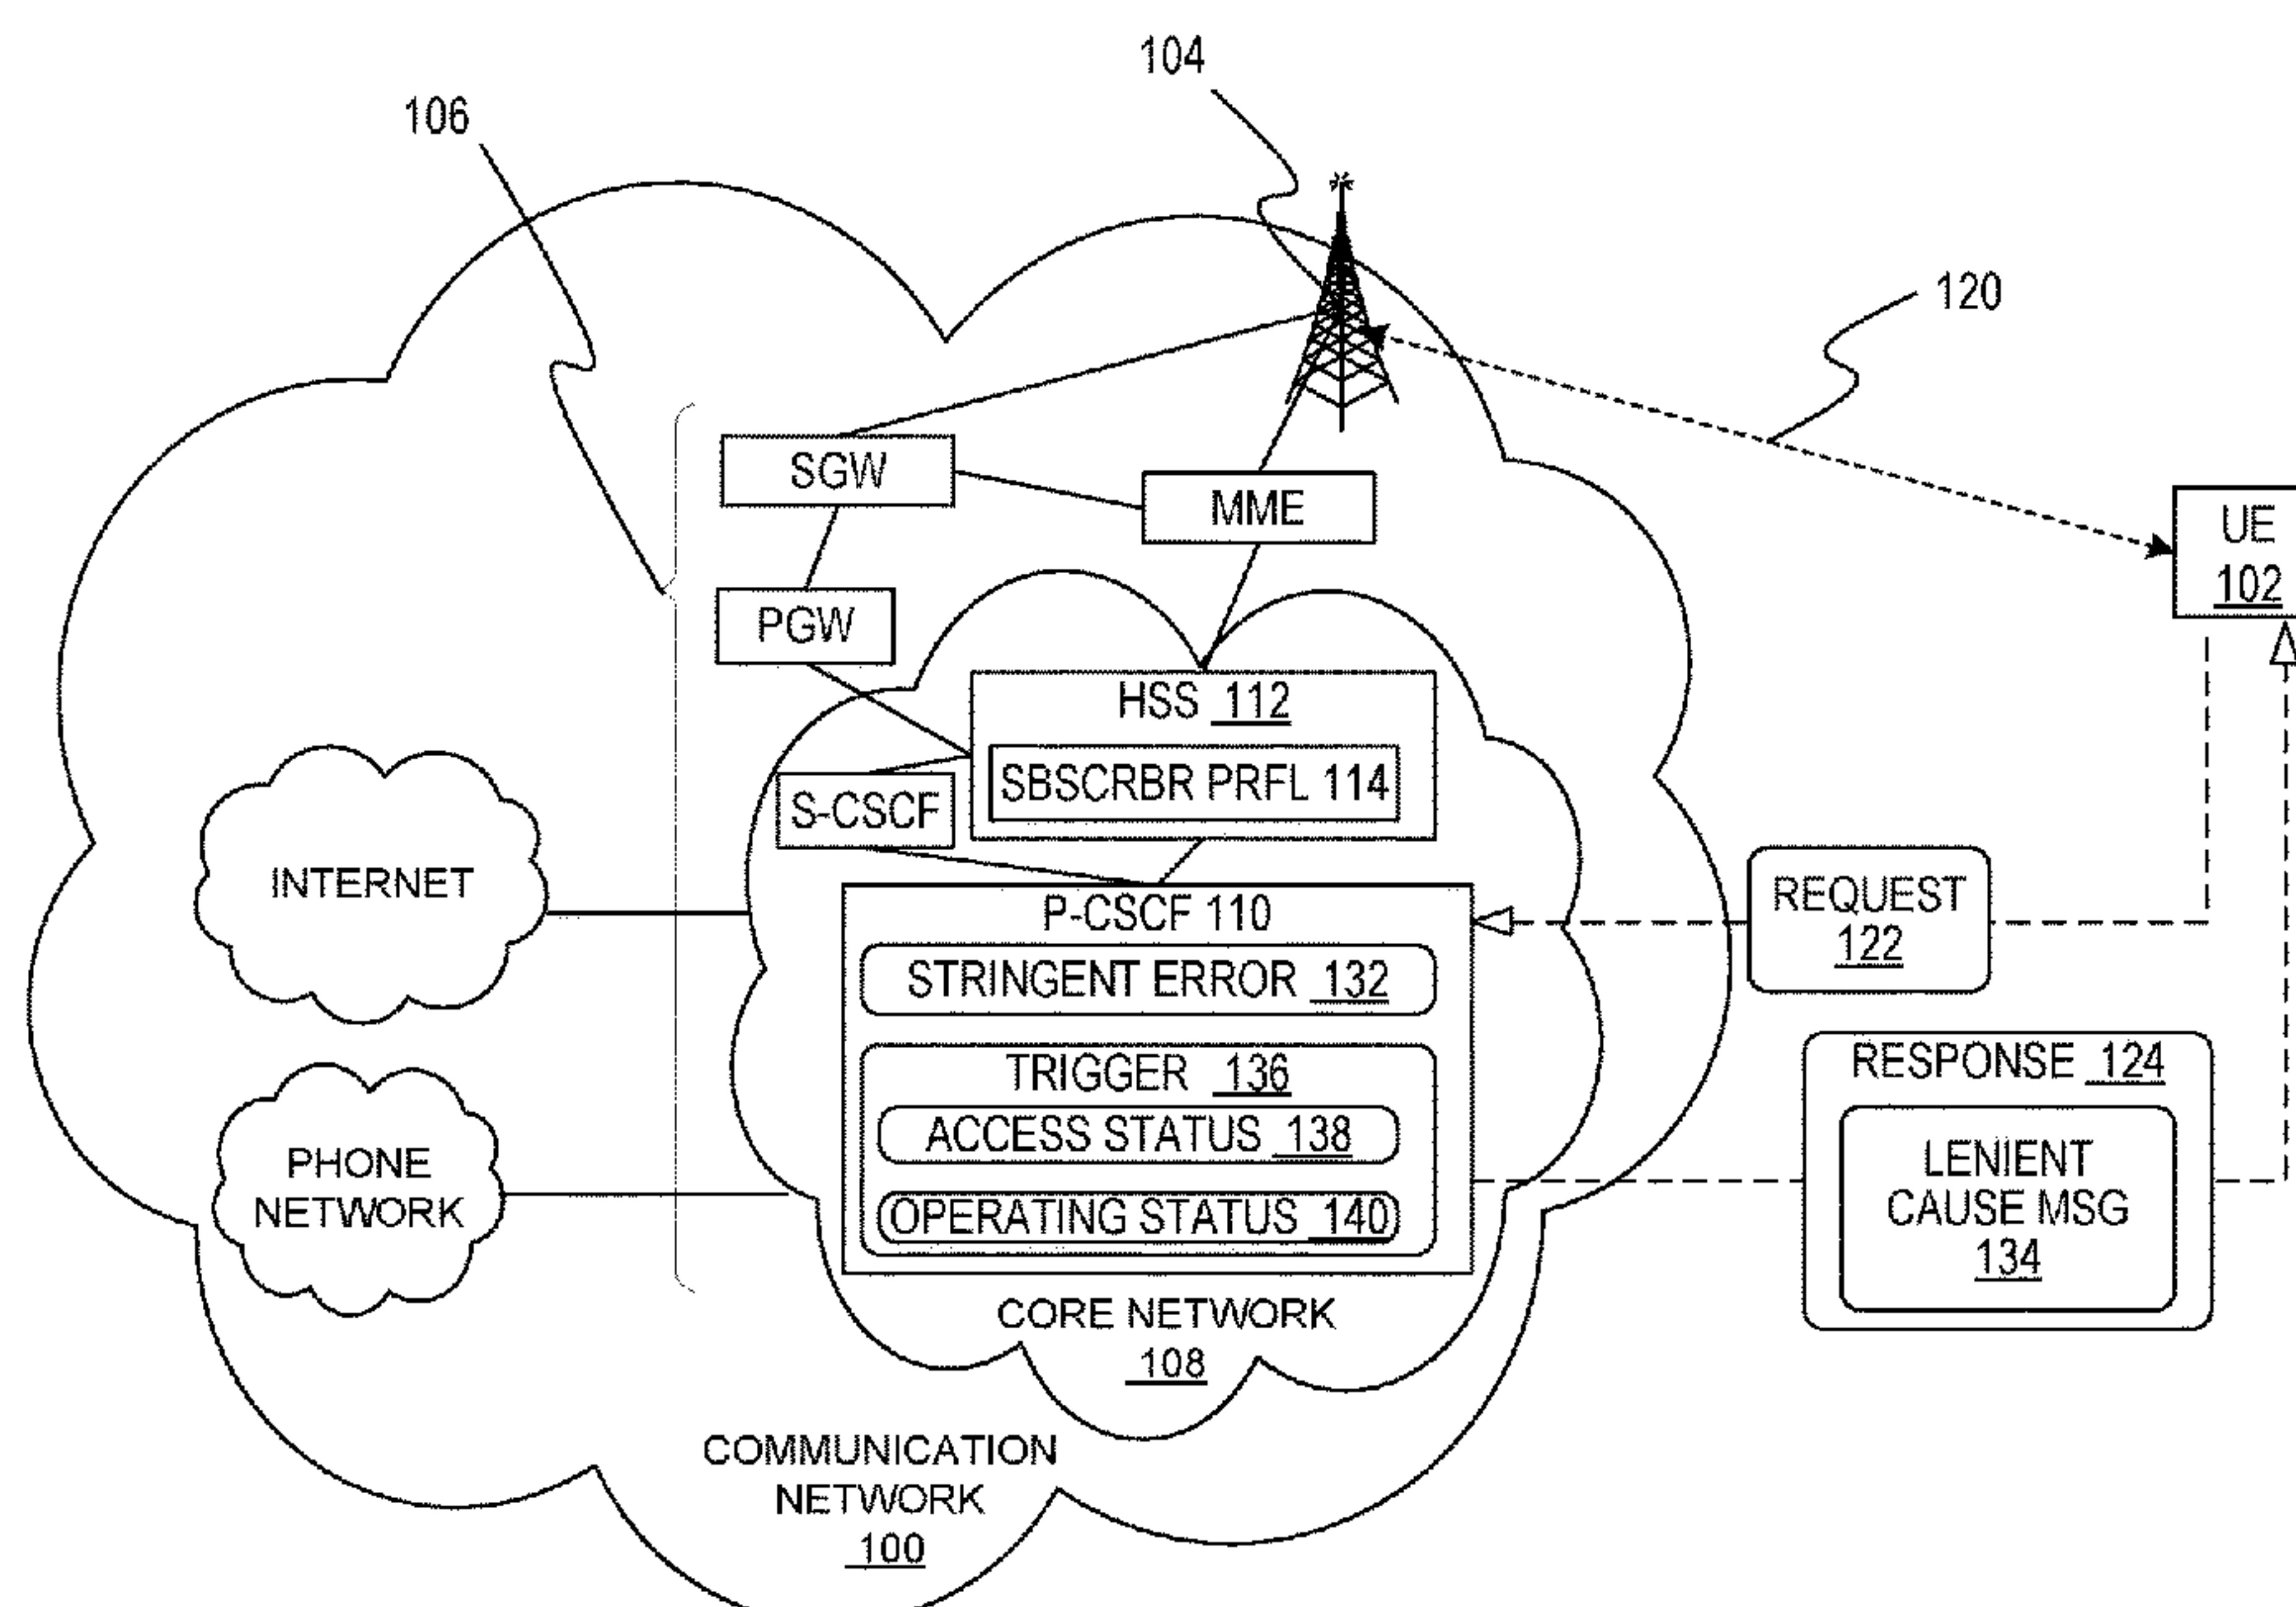 104
106
120
SGW
MME
UE
102
PGW
HSS 112
SBSCRBR PRFL 114
S-CSCF
INTERNET
P-CSCF 110
REQUEST
122
STRINGENT ERROR 132
TRIGGER 136
RESPONSE 124
ACCESS STATUS 138
PHONE
NETWORK
LENIENT
CAUSE MSG
134
OPERATING STATUS 140
CORE NETWORK
108
COMMUNICATION
NETWORK
100